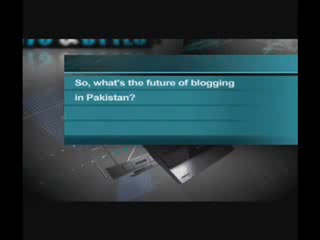 So, what's the future of blogging
in Pakistan?